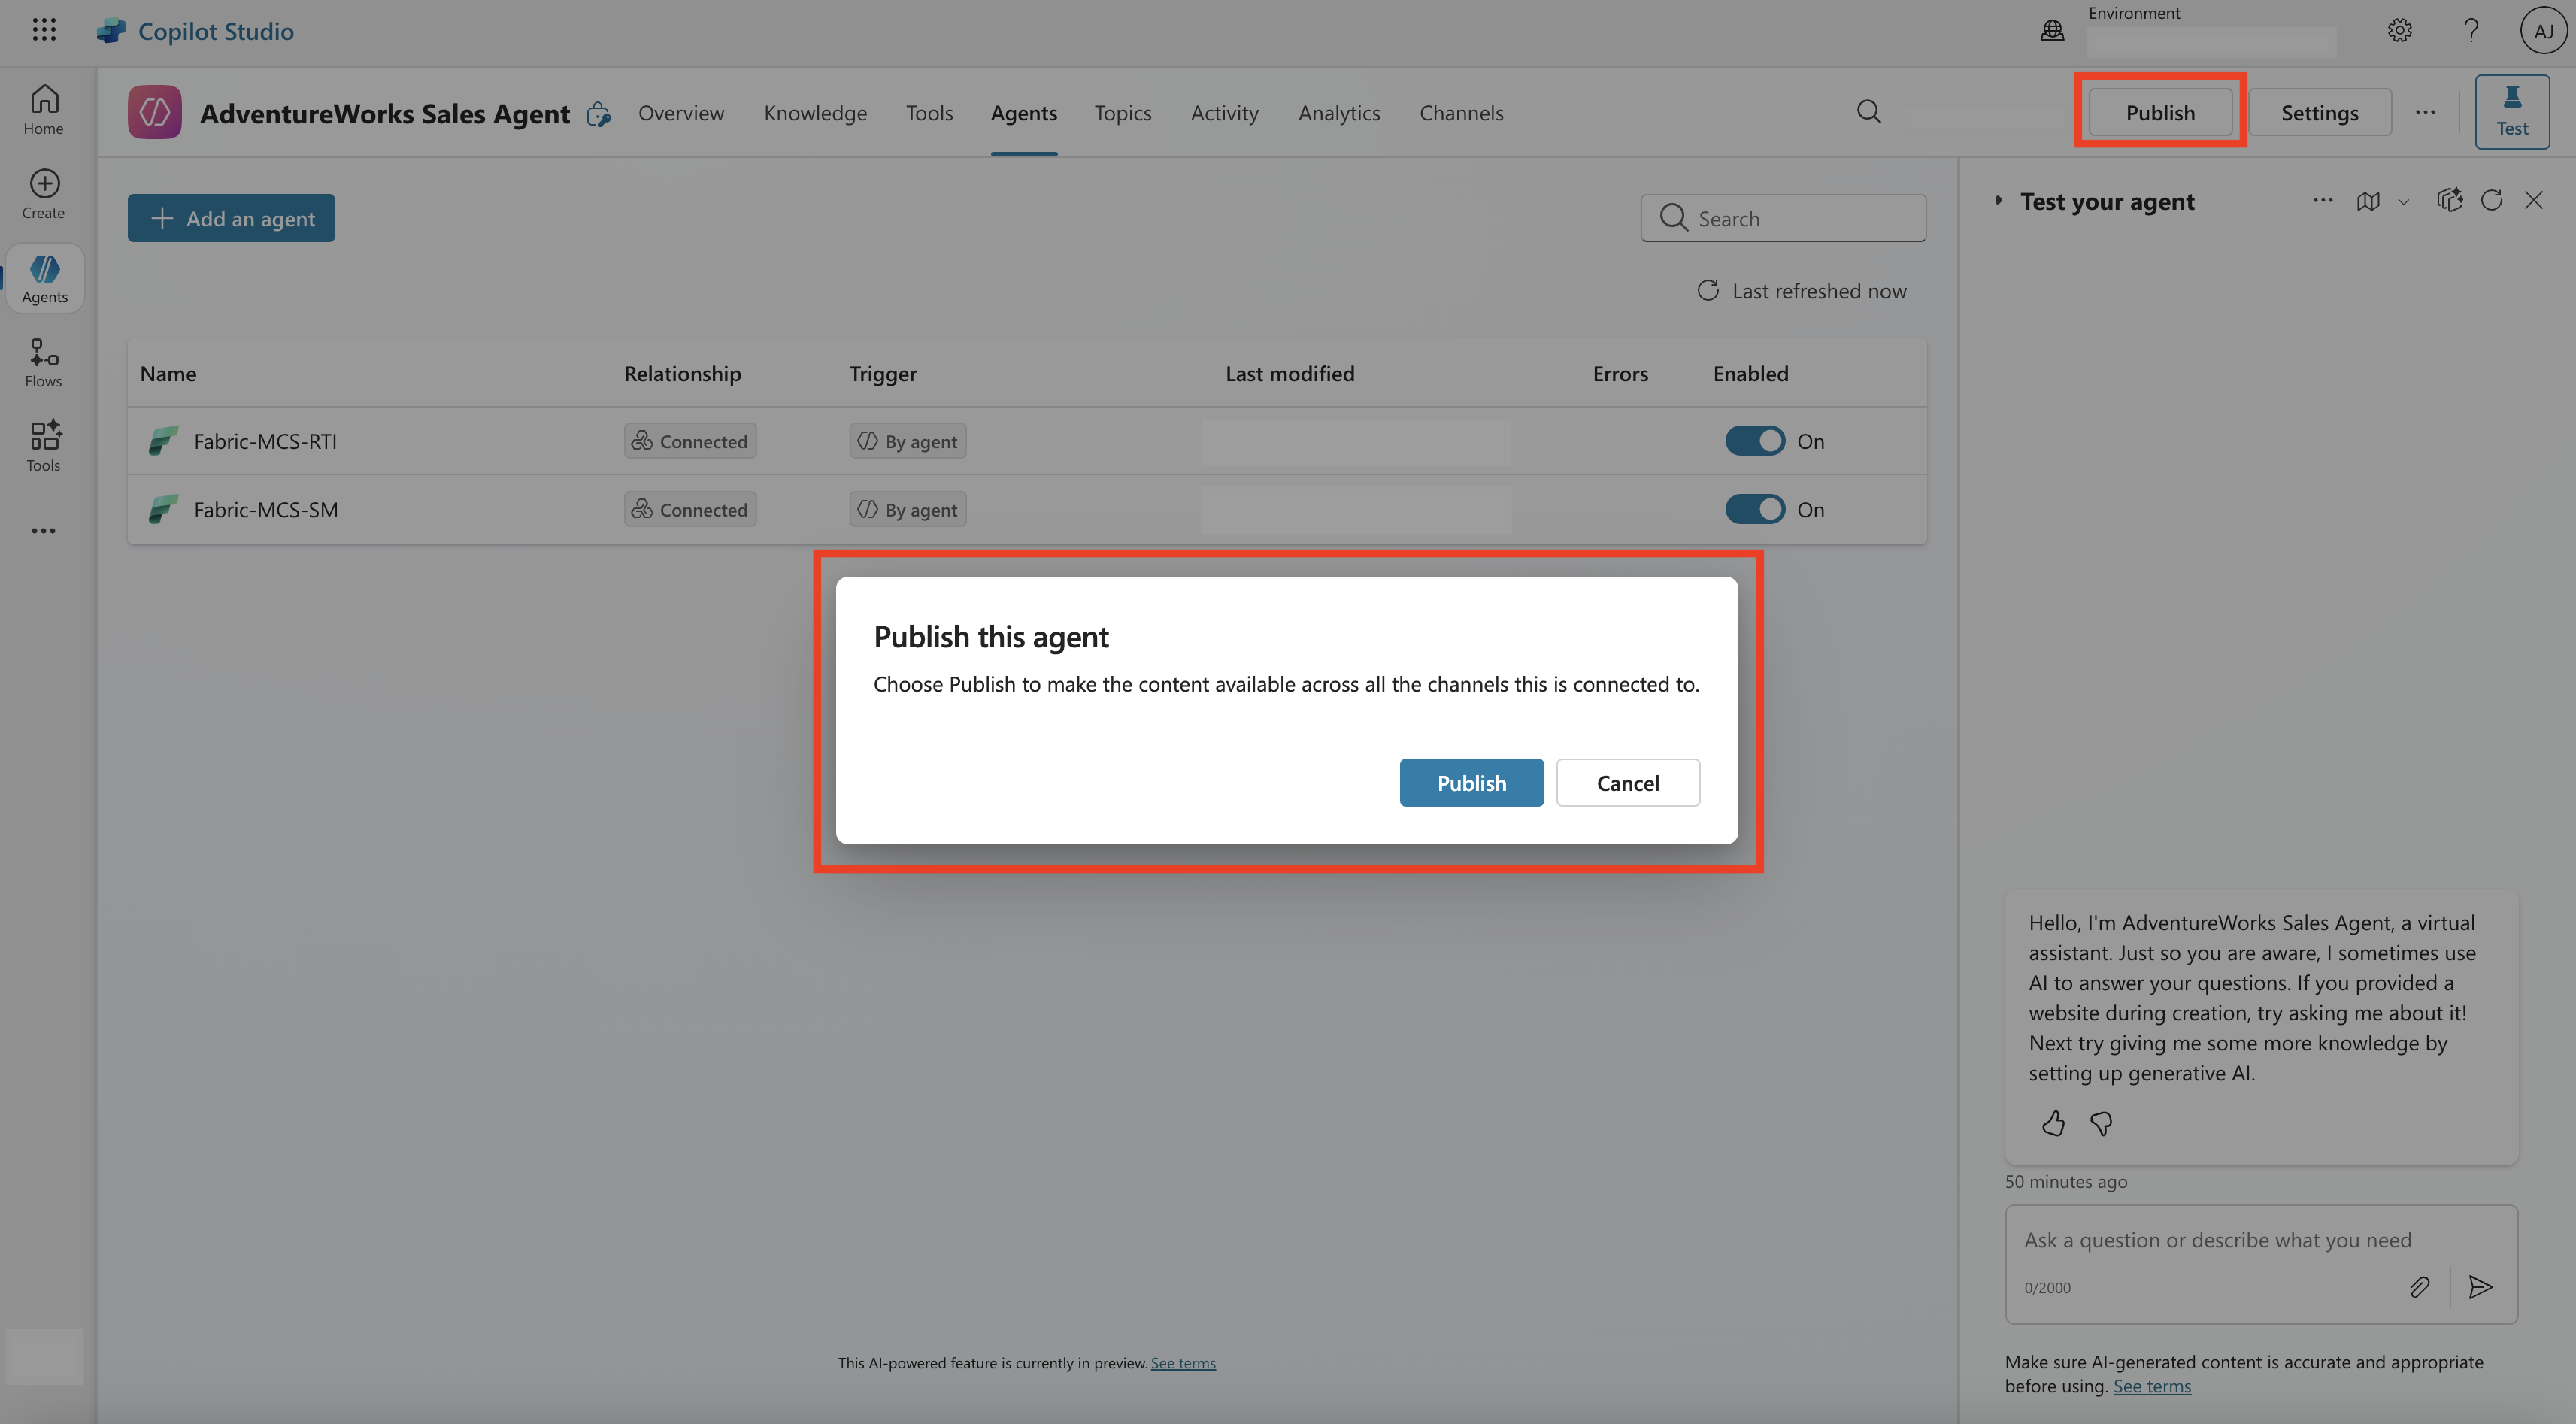 Copilot Studio
Environment
AJ
Home
Create
Agents
Flows
Tools
AdventureWorks Sales Agent
Overview
Knowledge
Tools
Agents
Topics
Activity
Analytics
Channels
Publish
Settings
Test
Add an agent
Search
Last refreshed now
Name Relationship Trigger Last modified Errors Enabled
Fabric-MCS-RTI Connected By agent On
Fabric-MCS-SM Connected By agent On
Publish this agent
Choose Publish to make the content available across all the channels this is connected to.
Publish
Cancel
This AI-powered feature is currently in preview. See terms
Test your agent
Hello, I'm AdventureWorks Sales Agent, a virtual
assistant. Just so you are aware, I sometimes use
AI to answer your questions. If you provided a
website during creation, try asking me about it!
Next try giving me some more knowledge by
setting up generative AI.
50 minutes ago
Ask a question or describe what you need
0/2000
Make sure AI-generated content is accurate and appropriate
before using. See terms